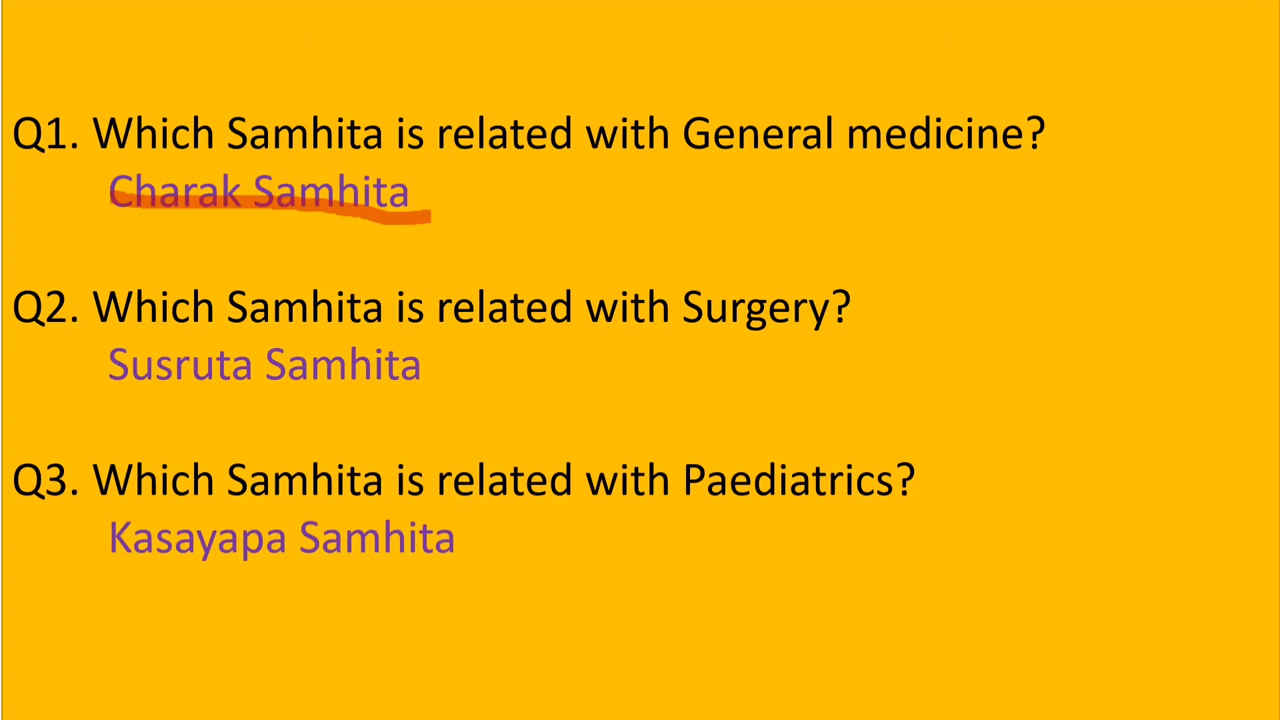 Q1. Which Samhita is related with General medicine?
Charak Samhita
Q2. Which Samhita is related with Surgery?
Susruta Samhita
Q3. Which Samhita is related with Paediatrics?
Kasayapa Samhita